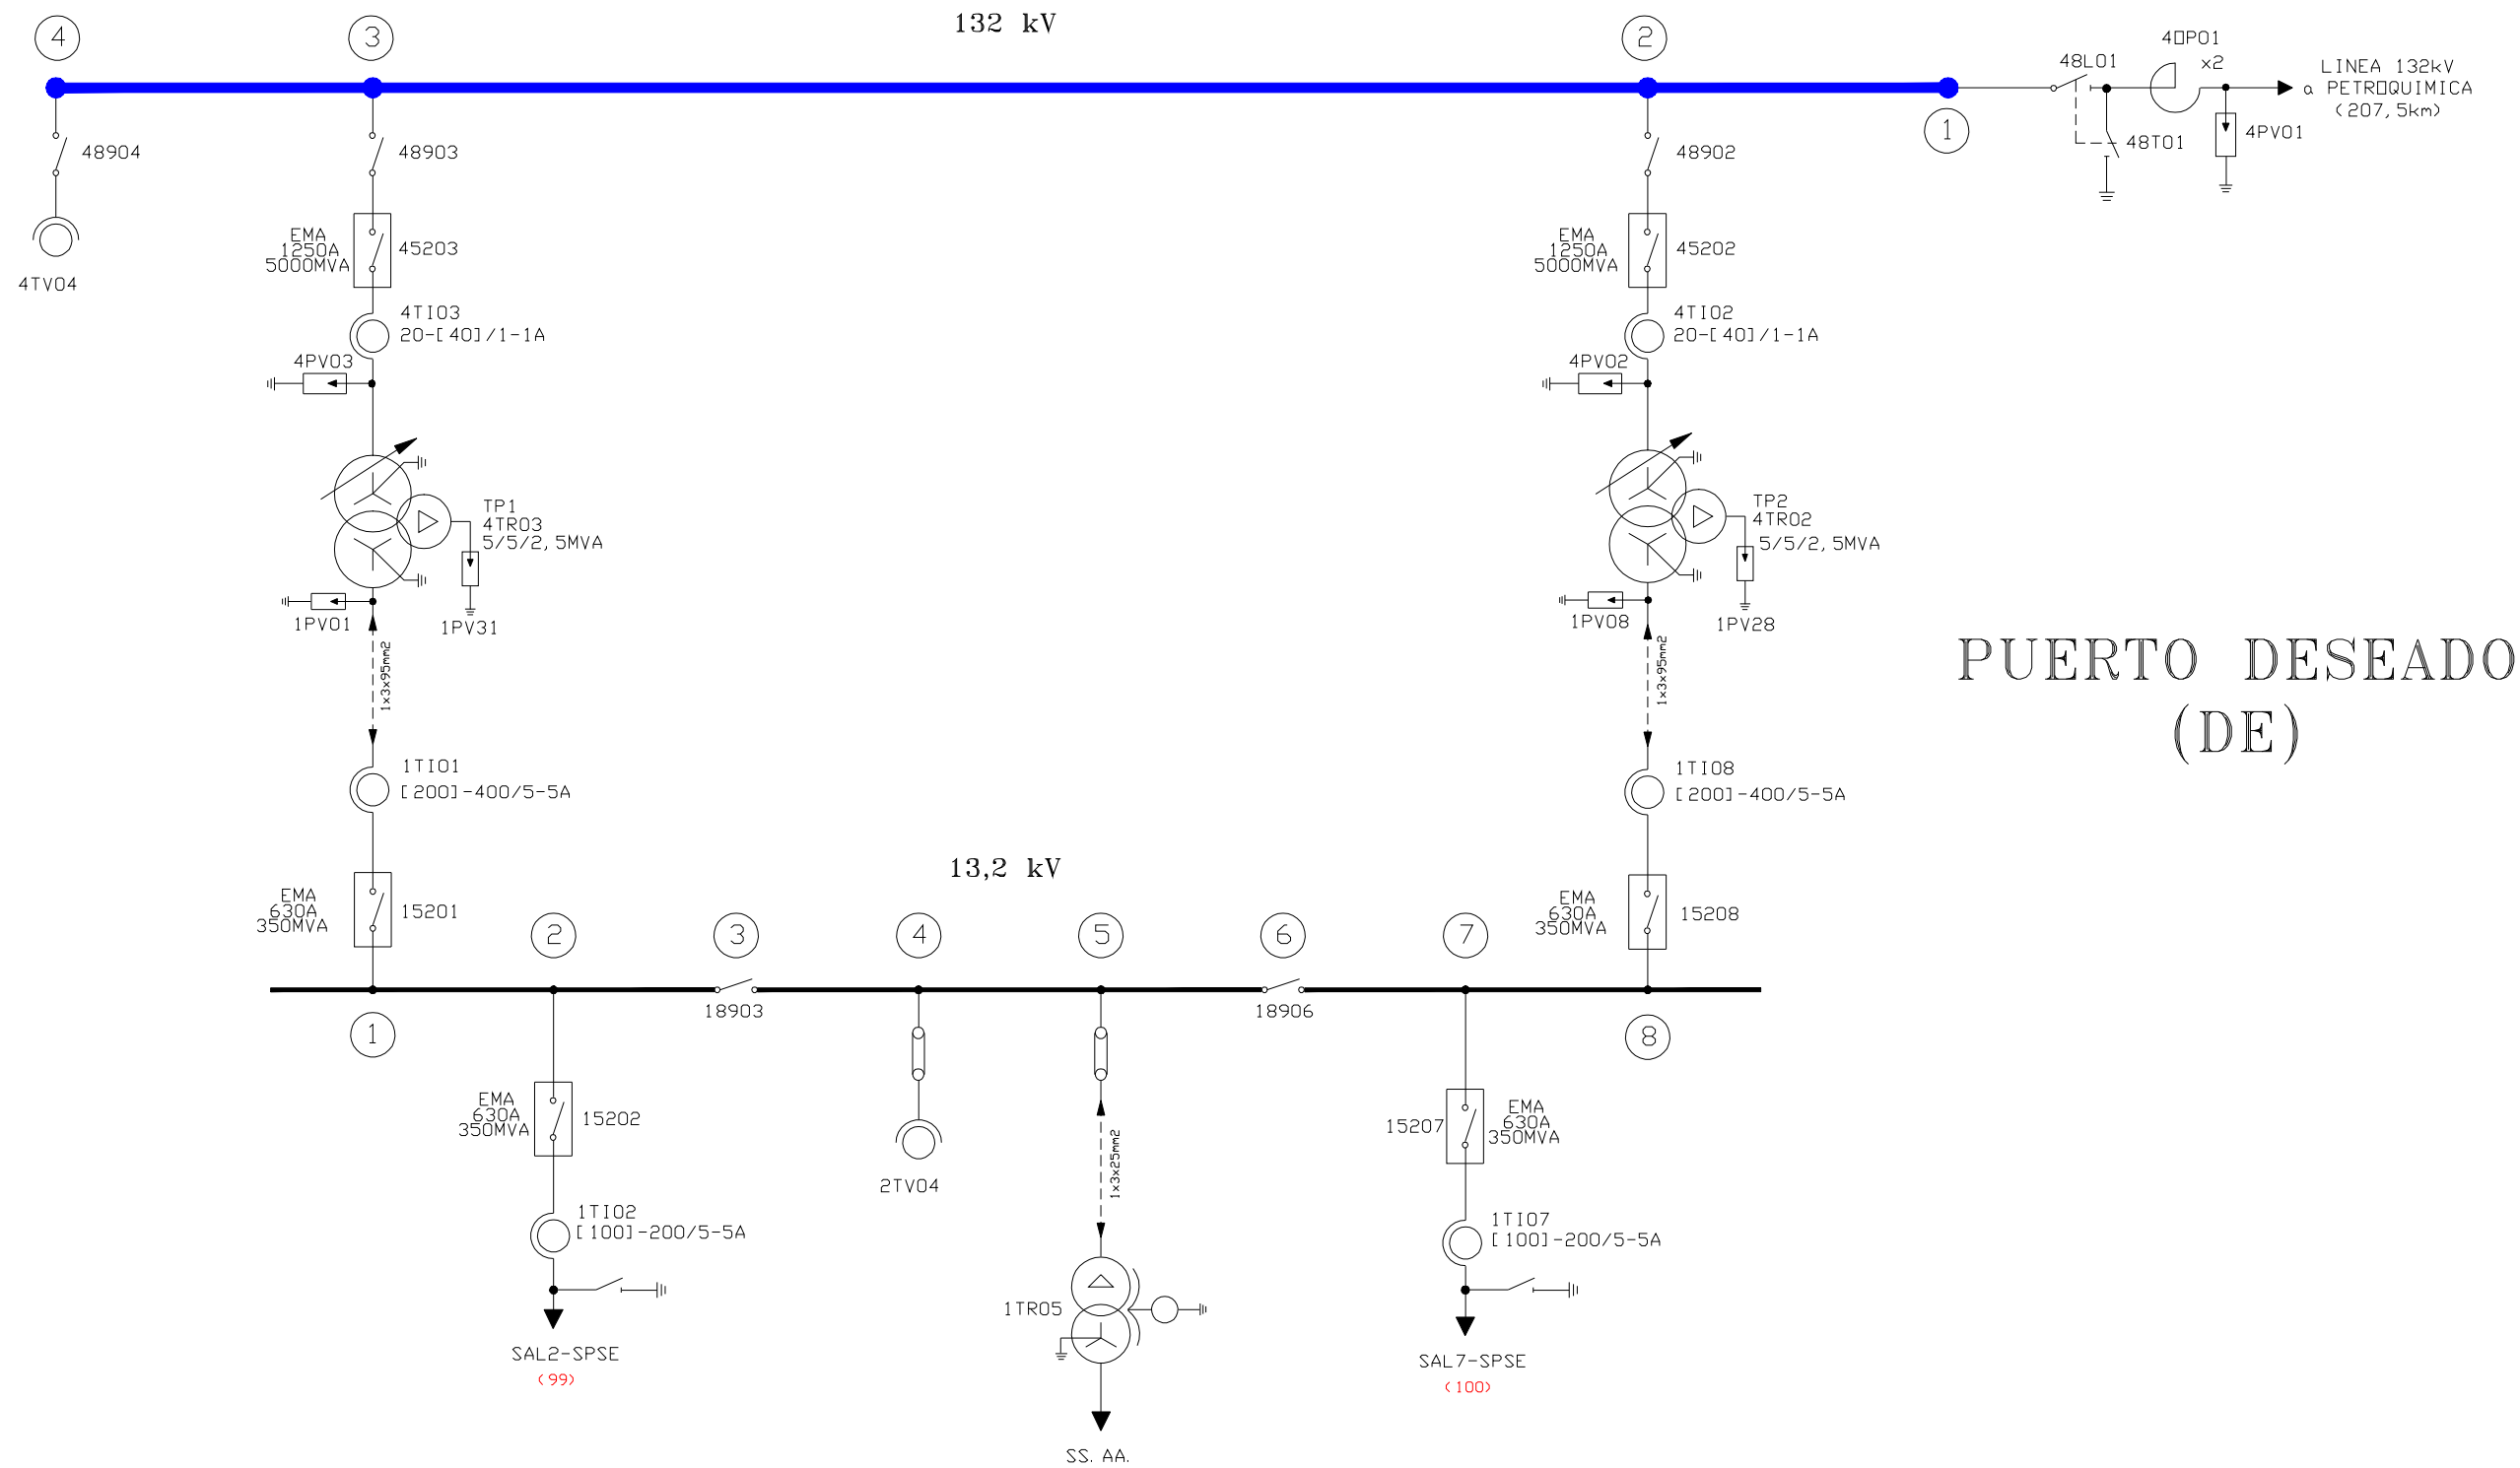 132 kV
4
3
2
1
48L01
4▯P01
x2
LINEA 132kV
a PETR▯QUIMICA
(207,5km)
48T01
4PV01
48904
48903
48902
4TV04
EMA
1250A
5000MVA
45203
EMA
1250A
5000MVA
45202
4TI03
20-[40]/1-1A
4TI02
20-[40]/1-1A
4PV03
4PV02
TP1
4TR03
5/5/2,5MVA
TP2
4TR02
5/5/2,5MVA
1PV01
1PV31
1PV08
1PV28
1x3x95mm2
1x3x95mm2
PUERTO DESEADO
(DE)
1TI01
[200]-400/5-5A
1TI08
[200]-400/5-5A
13,2 kV
EMA
630A
350MVA
15201
EMA
630A
350MVA
15208
2
3
4
5
6
7
18903
18906
1
8
EMA
630A
350MVA
15202
15207
EMA
630A
350MVA
1x3x25mm2
2TV04
1TI02
[100]-200/5-5A
1TI07
[100]-200/5-5A
1TR05
SAL2-SPSE
(99)
SAL7-SPSE
(100)
SS. AA.